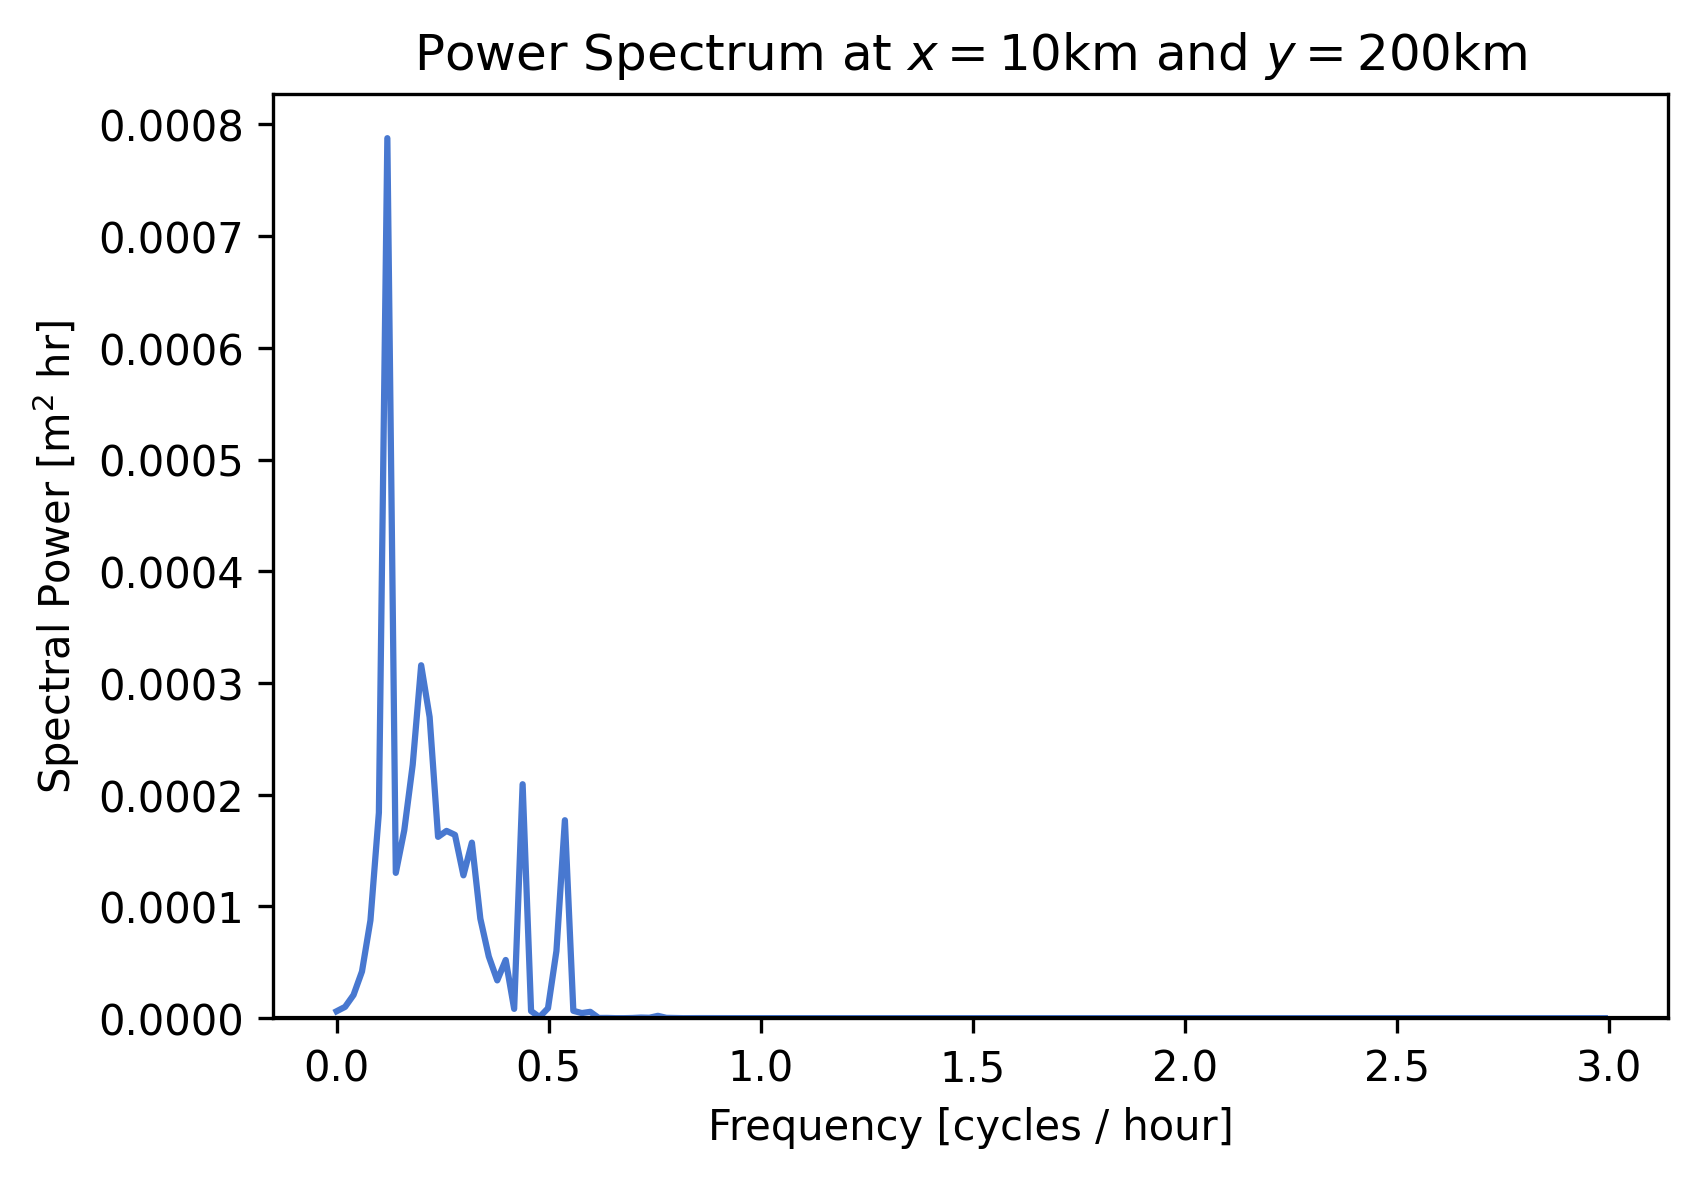 Power Spectrum at x = 10km and y = 200km
0.0008
0.0007
0.0006
0.0005
0.0004
0.0003
0.0002
0.0001
0.0000
Spectral Power [m² hr]
0.0 0.5 1.0 1.5 2.0 2.5 3.0
Frequency [cycles / hour]